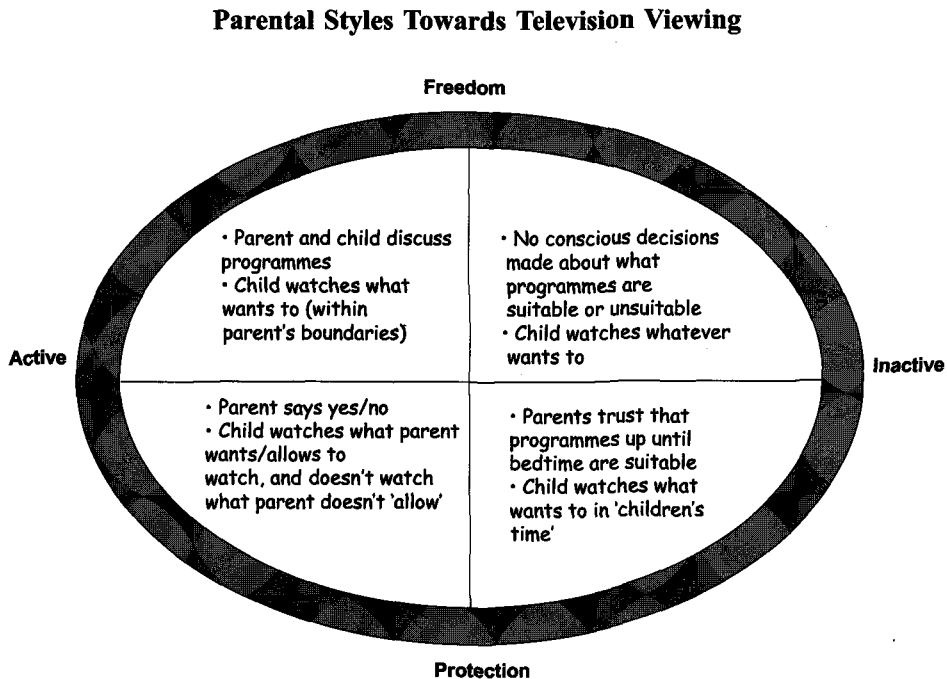 Parental Styles Towards Television Viewing
Freedom
• Parent and child discuss
programmes
• Child watches what
wants to (within
parent's boundaries)
• No conscious decisions
made about what
programmes are
suitable or unsuitable
• Child watches whatever
wants to
Active
Inactive
• Parent says yes/no
• Child watches what parent
wants/allows to
watch, and doesn't watch
what parent doesn't 'allow'
• Parents trust that
programmes up until
bedtime are suitable
• Child watches what
wants to in 'children's
time'
Protection